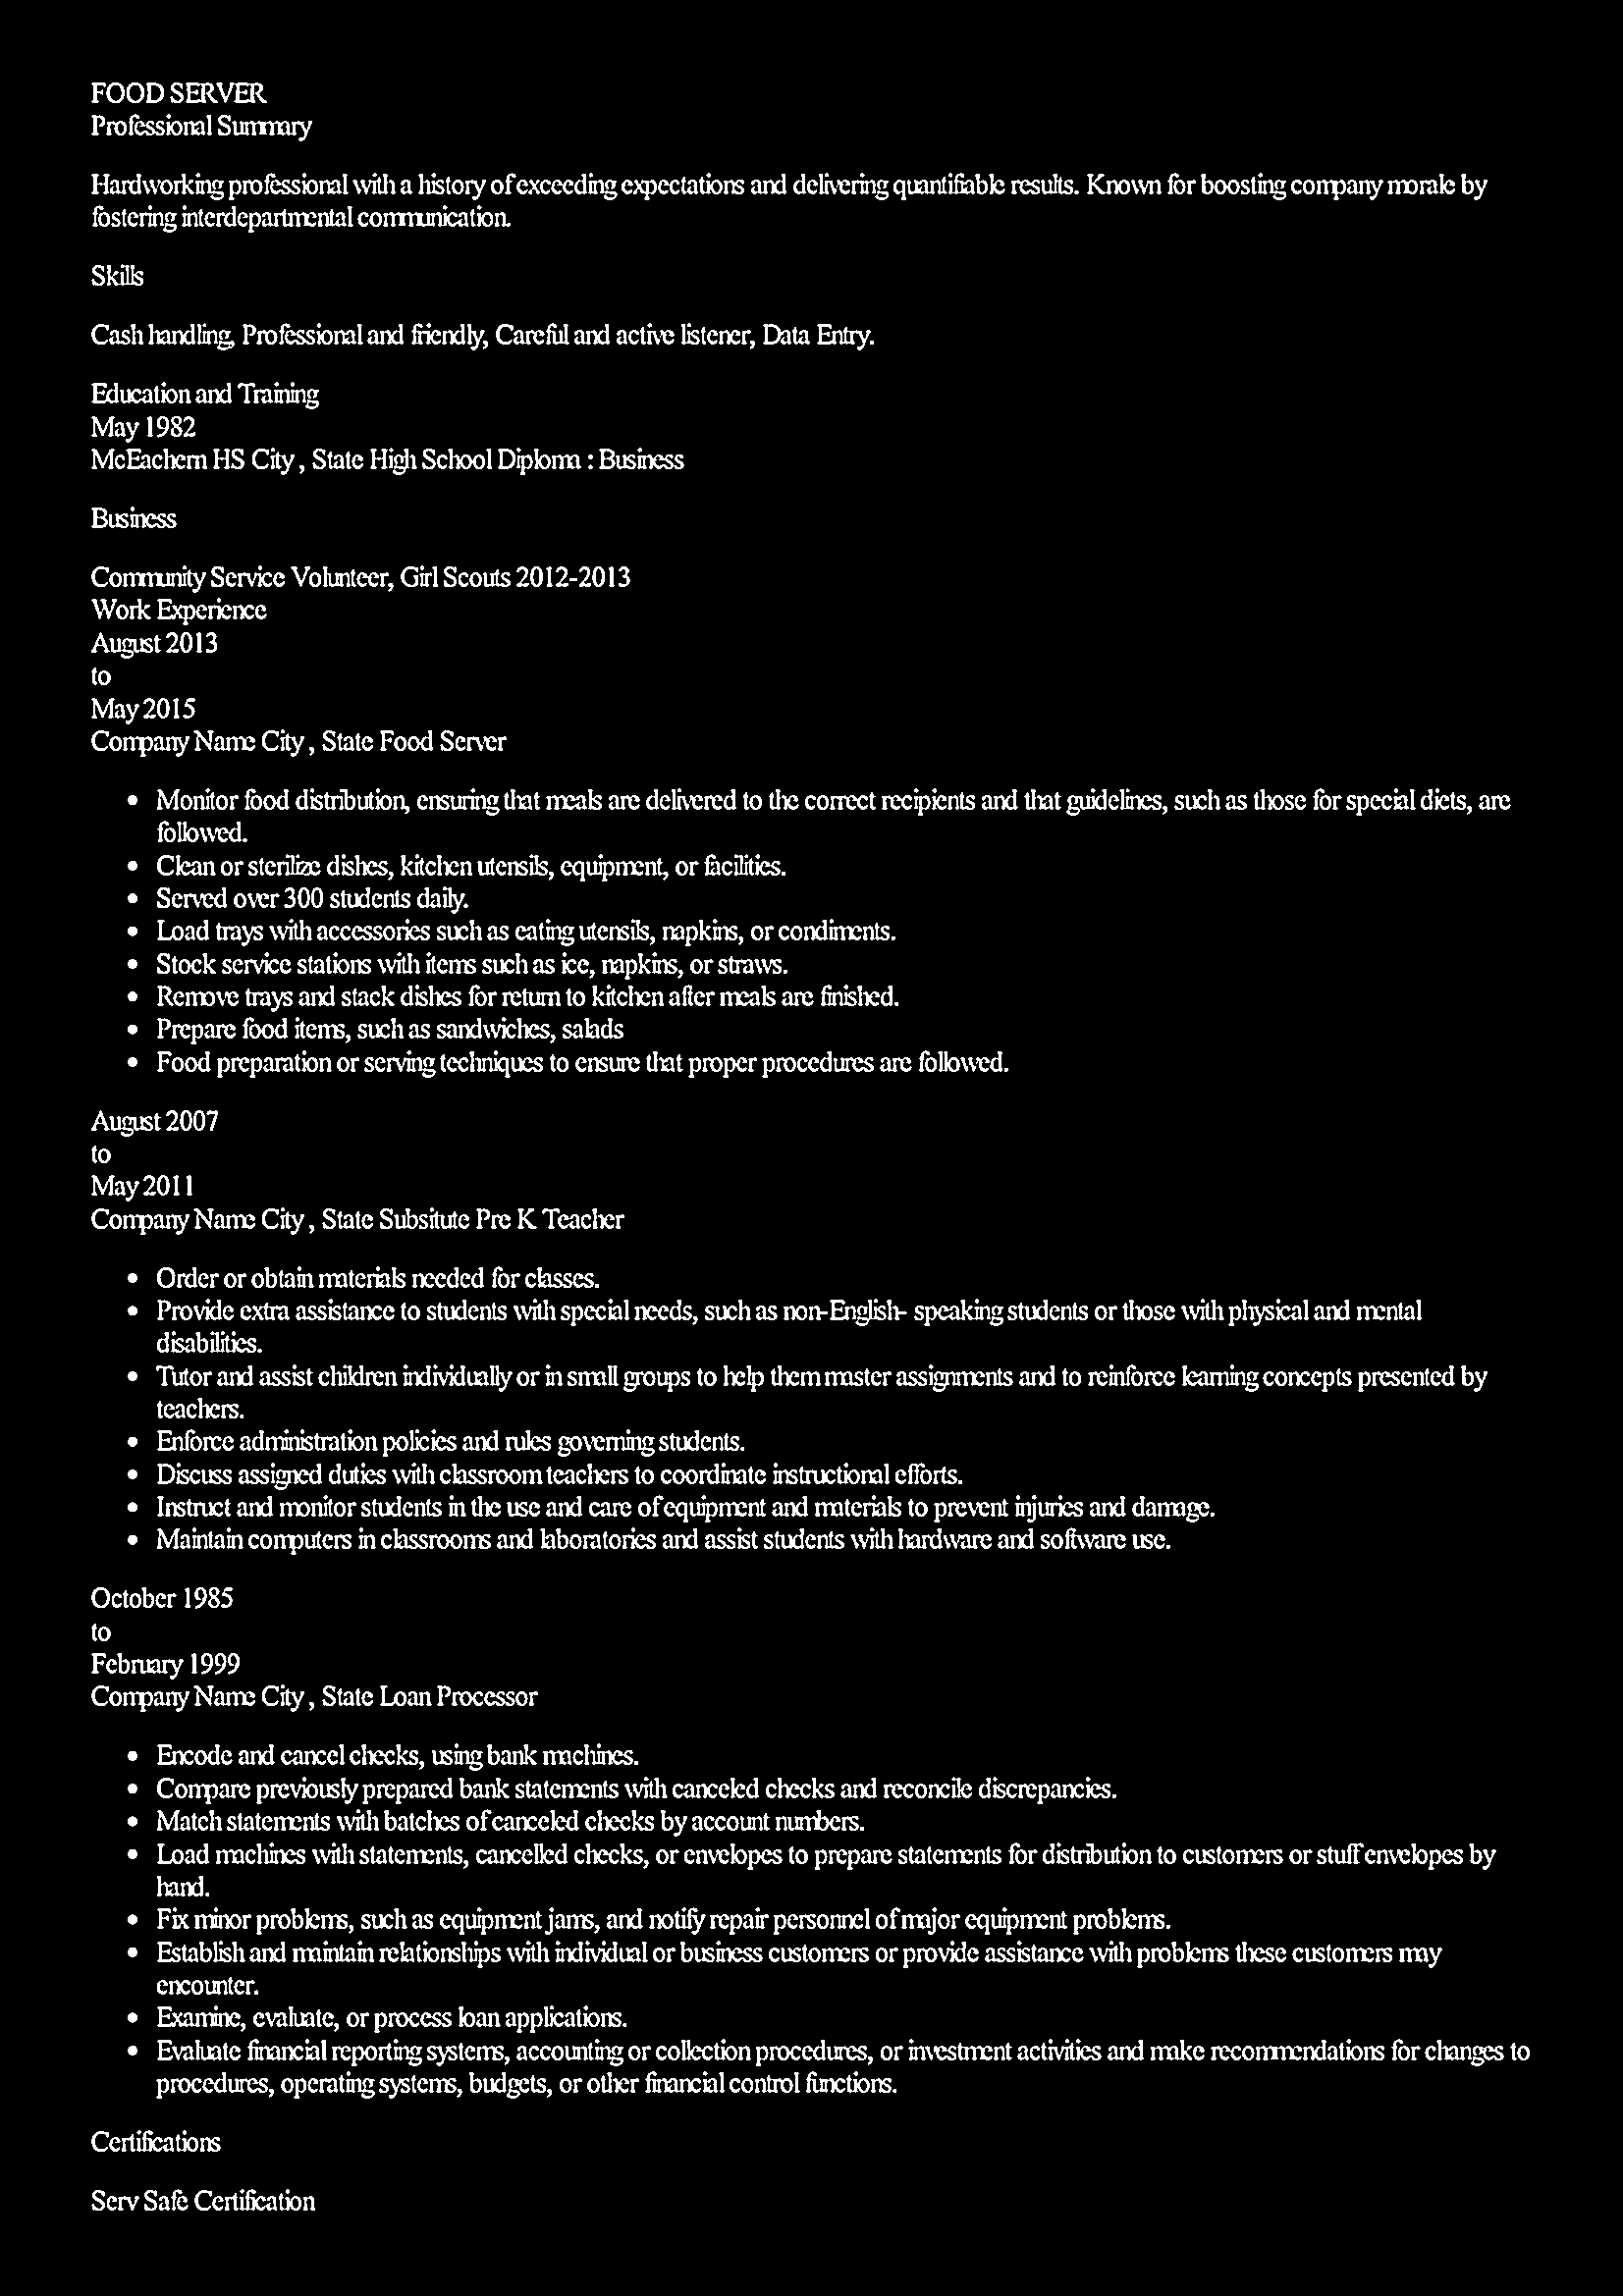 FOOD SERVER
Professional Summary
Hardworking professional with a history of exceeding expectations and delivering quantifiable results. Known for boosting company morale by
fostering interdepartmental communication.
Skills
Cash handling, Professional and friendly, Careful and active listener, Data Entry.
Education and Training
May 1982
McEachern HS City , State High School Diploma : Business
Business
Community Service Volunteer, Girl Scouts 2012-2013
Work Experience
August 2013
to
May 2015
Company Name City , State Food Server
• Monitor food distribution, ensuring that meals are delivered to the correct recipients and that guidelines, such as those for special diets, are
followed.
• Clean or sterilize dishes, kitchen utensils, equipment, or facilities.
• Served over 300 students daily.
• Load trays with accessories such as eating utensils, napkins, or condiments.
• Stock service stations with items such as ice, napkins, or straws.
• Remove trays and stack dishes for return to kitchen after meals are finished.
• Prepare food items, such as sandwiches, salads
• Food preparation or serving techniques to ensure that proper procedures are followed.
August 2007
to
May 2011
Company Name City , State Subsitute Pre K Teacher
• Order or obtain materials needed for classes.
• Provide extra assistance to students with special needs, such as non-English- speaking students or those with physical and mental
disabilities.
• Tutor and assist children individually or in small groups to help them master assignments and to reinforce learning concepts presented by
teachers.
• Enforce administration policies and rules governing students.
• Discuss assigned duties with classroom teachers to coordinate instructional efforts.
• Instruct and monitor students in the use and care of equipment and materials to prevent injuries and damage.
• Maintain computers in classrooms and laboratories and assist students with hardware and software use.
October 1985
to
February 1999
Company Name City , State Loan Processor
• Encode and cancel checks, using bank machines.
• Compare previously prepared bank statements with canceled checks and reconcile discrepancies.
• Match statements with batches of canceled checks by account numbers.
• Load machines with statements, cancelled checks, or envelopes to prepare statements for distribution to customers or stuff envelopes by
hand.
• Fix minor problems, such as equipment jams, and notify repair personnel of major equipment problems.
• Establish and maintain relationships with individual or business customers or provide assistance with problems these customers may
encounter.
• Examine, evaluate, or process loan applications.
• Evaluate financial reporting systems, accounting or collection procedures, or investment activities and make recommendations for changes to
procedures, operating systems, budgets, or other financial control functions.
Certifications
Serv Safe Certification